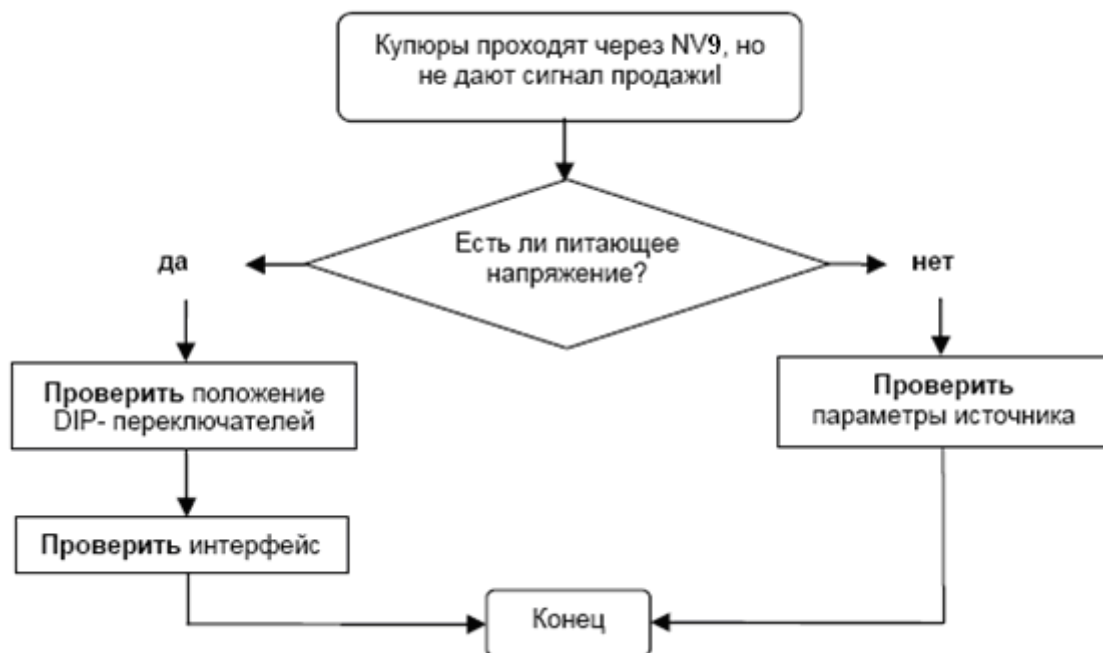 Купюры проходят через NV9, но
не дают сигнал продажиl
Есть ли питающее
напряжение?
да
нет
Проверить положение
DIP- переключателей
Проверить
параметры источника
Проверить интерфейс
Конец